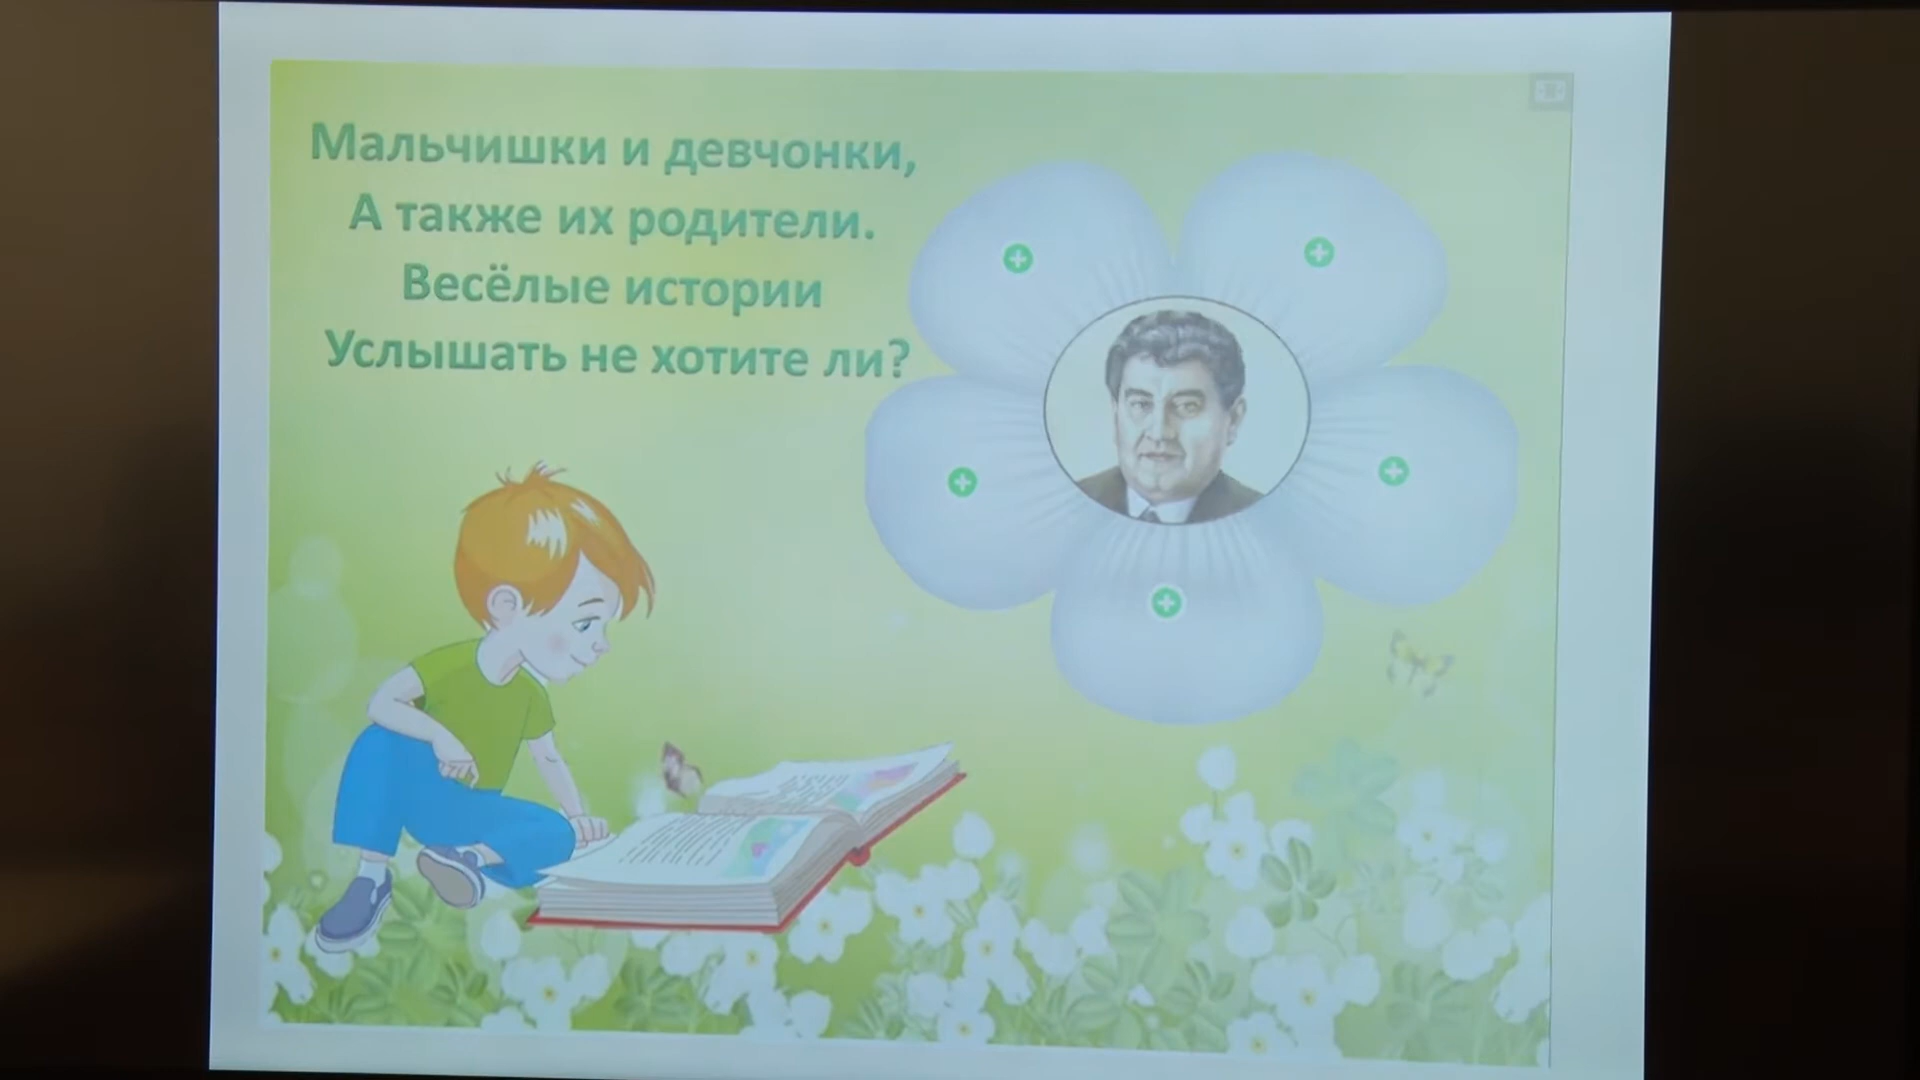 Мальчишки и девчонки,
А также их родители.
Весёлые истории
Услышать не хотите ли?